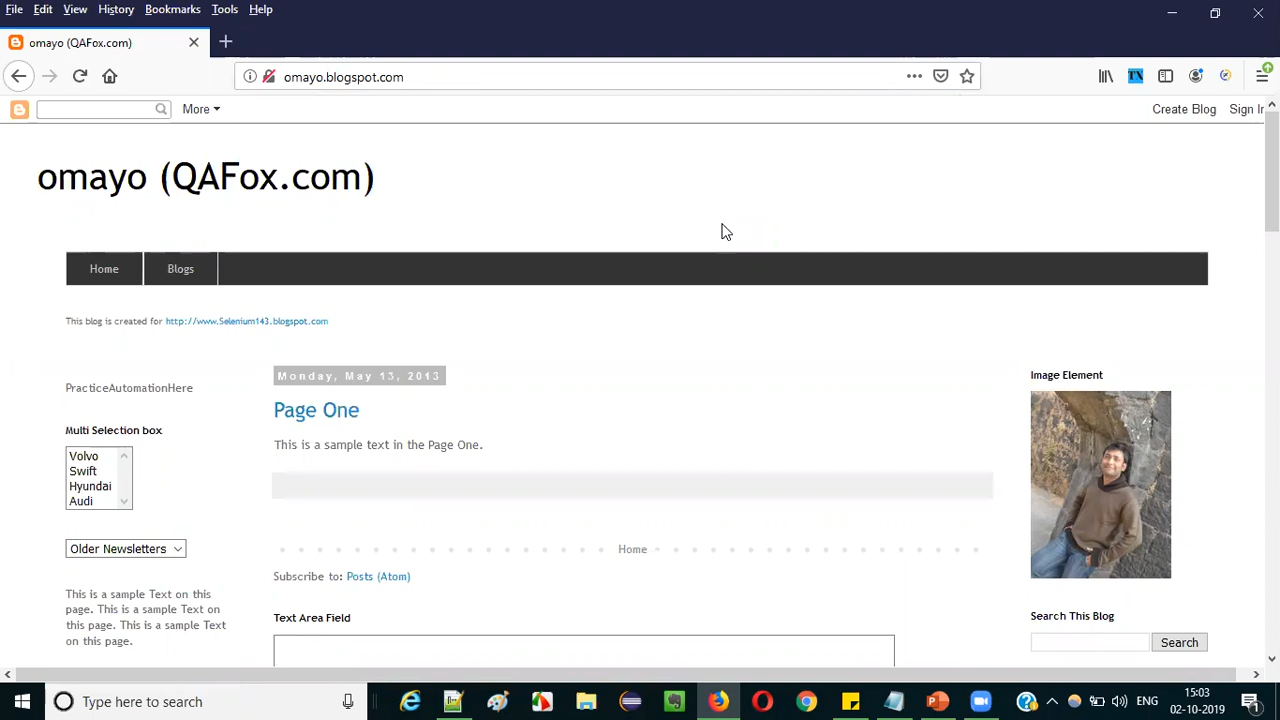 File Edit View History Bookmarks Tools Help
omayo (QAFox.com)
omayo.blogspot.com
More
Create Blog Sign In
omayo (QAFox.com)
Home Blogs
This blog is created for http://www.Selenium143.blogspot.com
PracticeAutomationHere
Multi Selection box
Volvo
Swift
Hyundai
Audi
Older Newsletters
This is a sample Text on this
page. This is a sample Text on
this page. This is a sample Text
on this page.
Monday, May 13, 2013
Page One
This is a sample text in the Page One.
Home
Subscribe to: Posts (Atom)
Text Area Field
Image Element
Search This Blog
Search
Type here to search
TX
ENG
15:03
02-10-2019
1